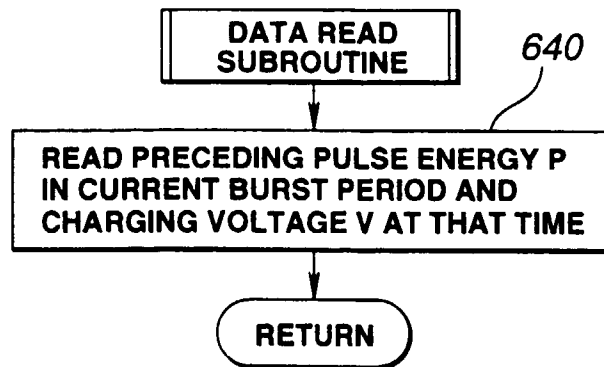 DATA READ
SUBROUTINE
640
READ PRECEDING PULSE ENERGY P
IN CURRENT BURST PERIOD AND
CHARGING VOLTAGE V AT THAT TIME
RETURN